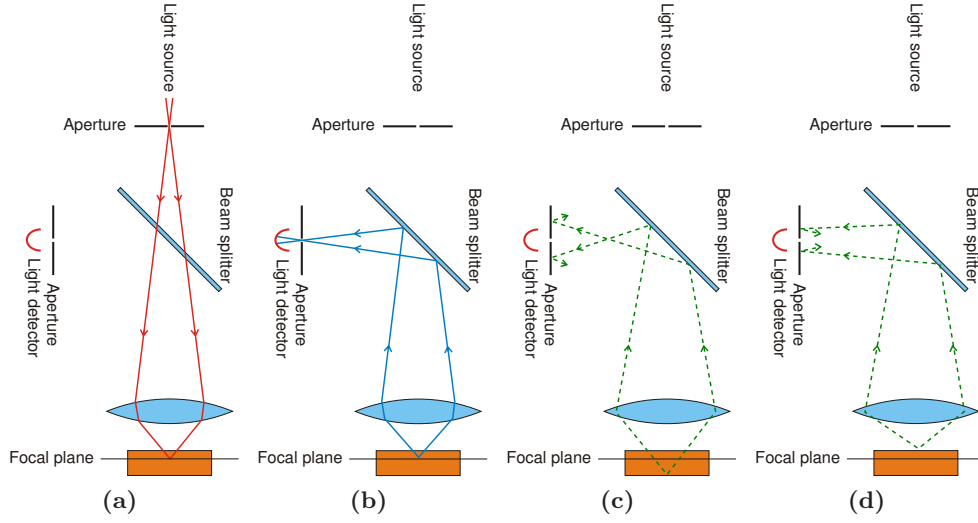 Light source
Aperture
Beam splitter
Aperture
Light detector
Focal plane
(a)
Light source
Aperture
Beam splitter
Aperture
Light detector
Focal plane
(b)
Light source
Aperture
Beam splitter
Aperture
Light detector
Focal plane
(c)
Light source
Aperture
Beam splitter
Aperture
Light detector
Focal plane
(d)